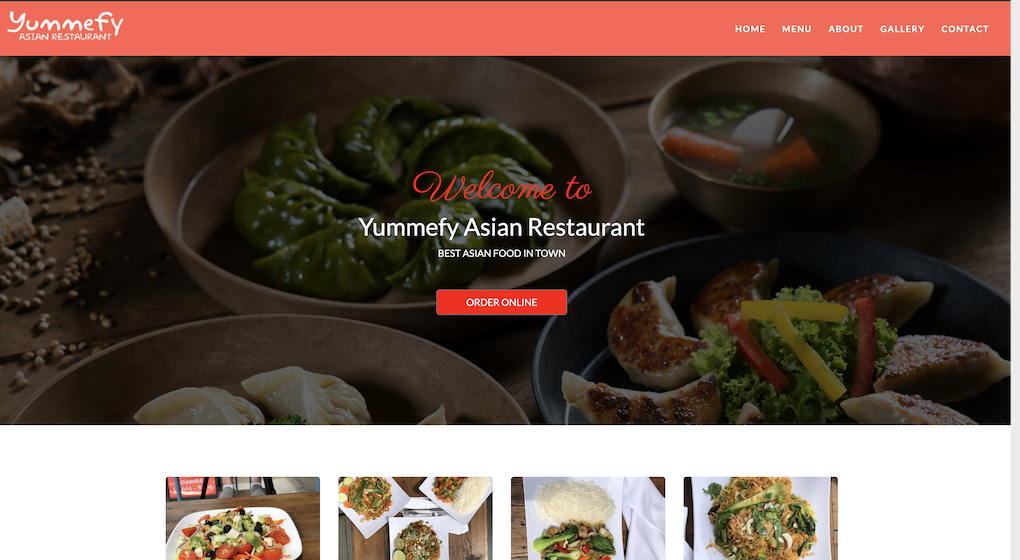 Yummefy
ASIAN RESTAURANT
HOME MENU ABOUT GALLERY CONTACT
Welcome to
Yummefy Asian Restaurant
BEST ASIAN FOOD IN TOWN
ORDER ONLINE